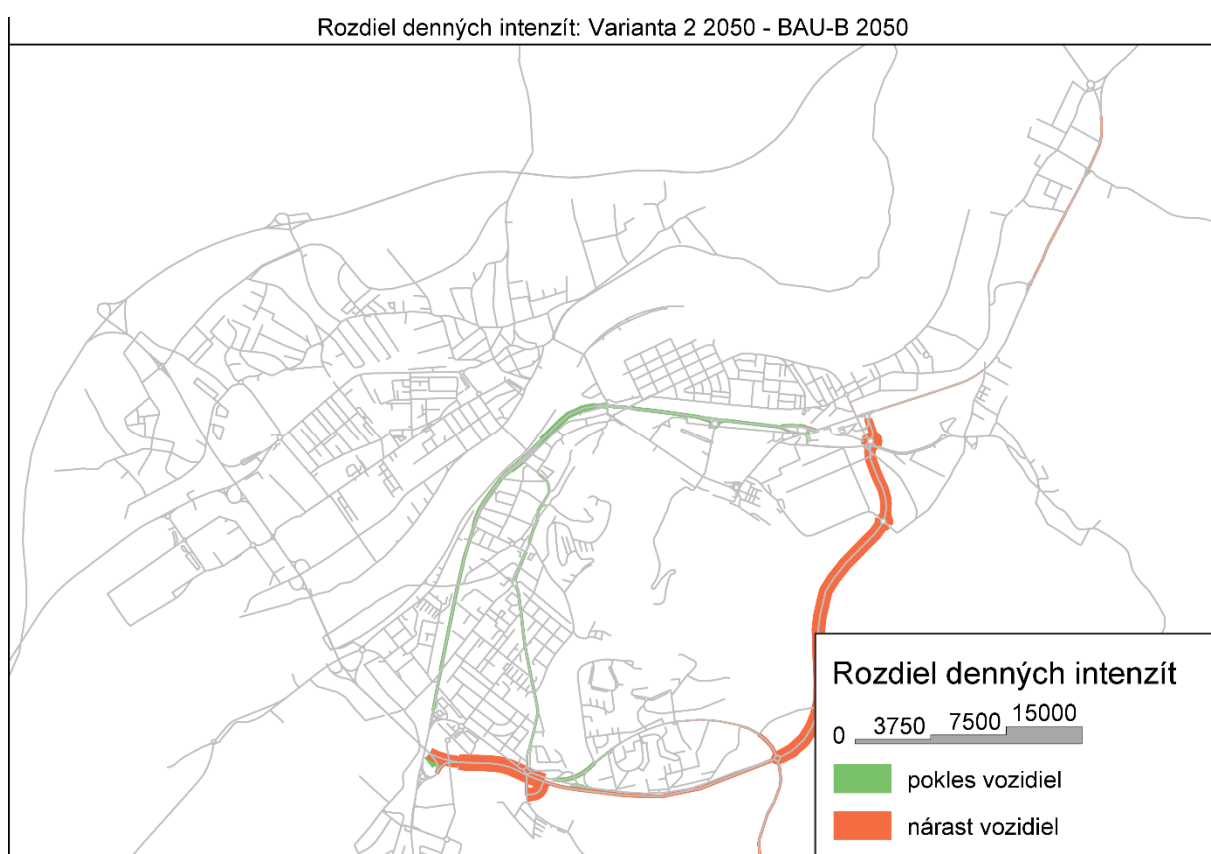 Rozdiel denných intenzít: Varianta 2 2050 - BAU-B 2050
Rozdiel denných intenzít
0 3750 7500 15000
pokles vozidiel
nárast vozidiel